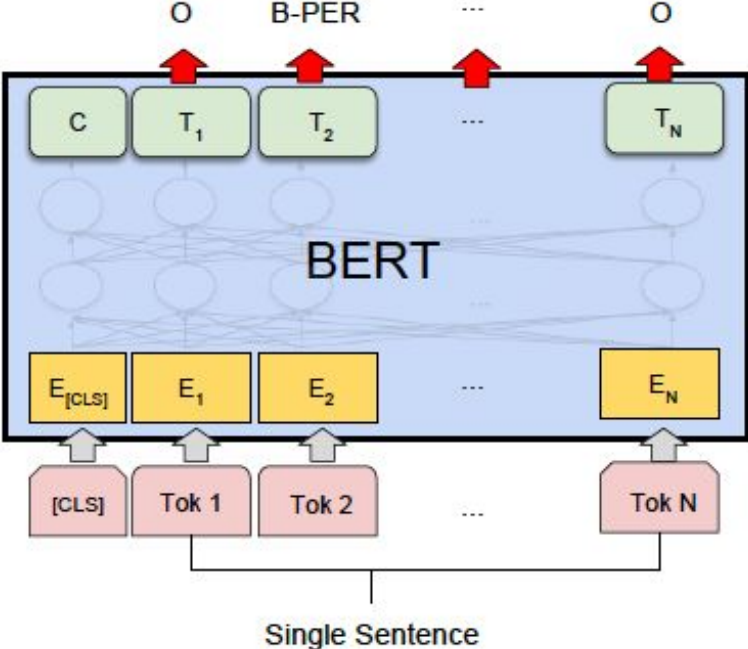 O B-PER ... O
C T1 T2 ... TN
...
BERT
...
E[CLS] E1 E2 ... EN
[CLS] Tok 1 Tok 2 ... Tok N
Single Sentence